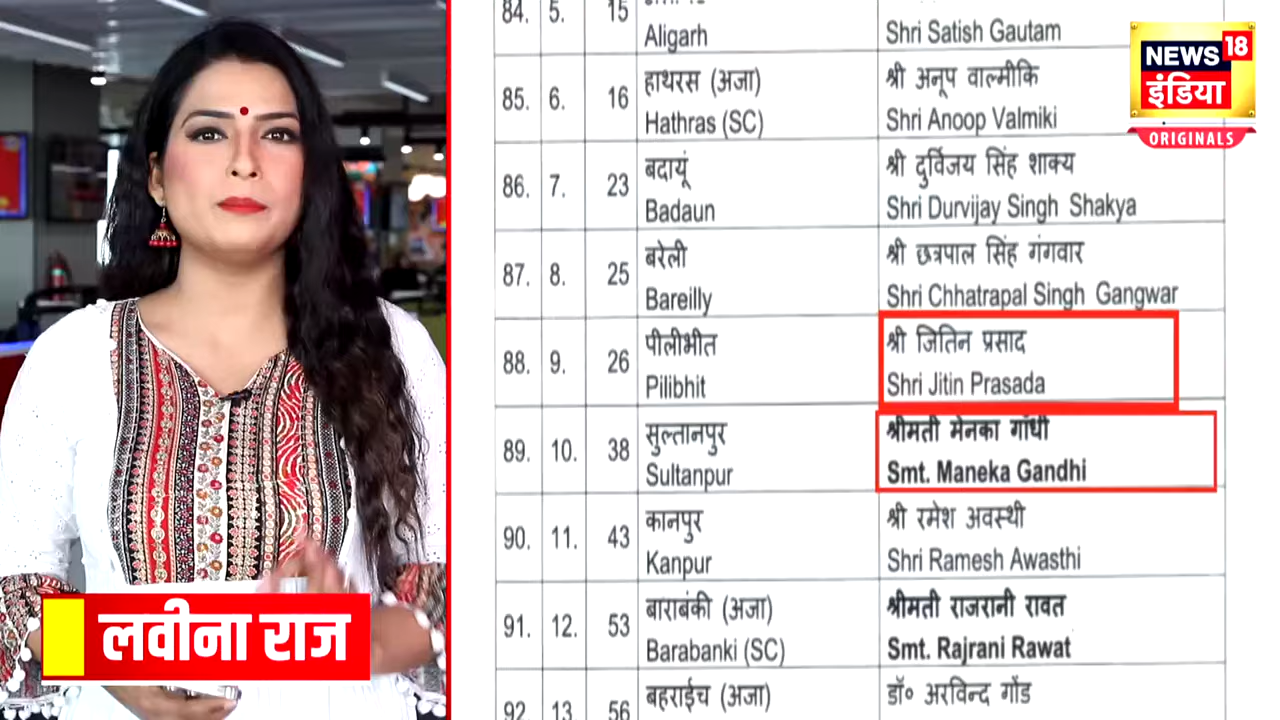 84. 5. 15
Aligarh Shri Satish Gautam
NEWS 18
इंडिया
ORIGINALS
85. 6. 16 हाथरस (अजा) श्री अनूप वाल्मीकि
Hathras (SC) Shri Anoop Valmiki
86. 7. 23 बदायूं श्री दुर्विजय सिंह शाक्य
Badaun Shri Durvijay Singh Shakya
87. 8. 25 बरेली श्री छत्रपाल सिंह गंगवार
Bareilly Shri Chhatrapal Singh Gangwar
88. 9. 26 पीलीभीत श्री जितिन प्रसाद
Pilibhit Shri Jitin Prasada
89. 10. 38 सुल्तानपुर श्रीमती मेनका गांधी
Sultanpur Smt. Maneka Gandhi
90. 11. 43 कानपुर श्री रमेश अवस्थी
Kanpur Shri Ramesh Awasthi
91. 12. 53 बाराबंकी (अजा) श्रीमती राजरानी रावत
Barabanki (SC) Smt. Rajrani Rawat
92. 13. 56 बहराईच (अजा) डॉ० अरविन्द गोंड
लवीना राज